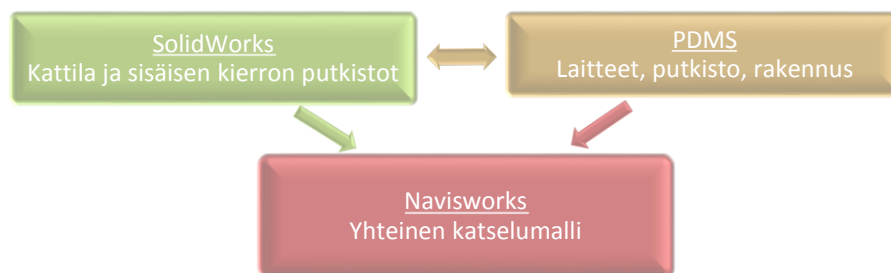 SolidWorks
Kattila ja sisäisen kierron putkistot
PDMS
Laitteet, putkisto, rakennus
Navisworks
Yhteinen katselumalli